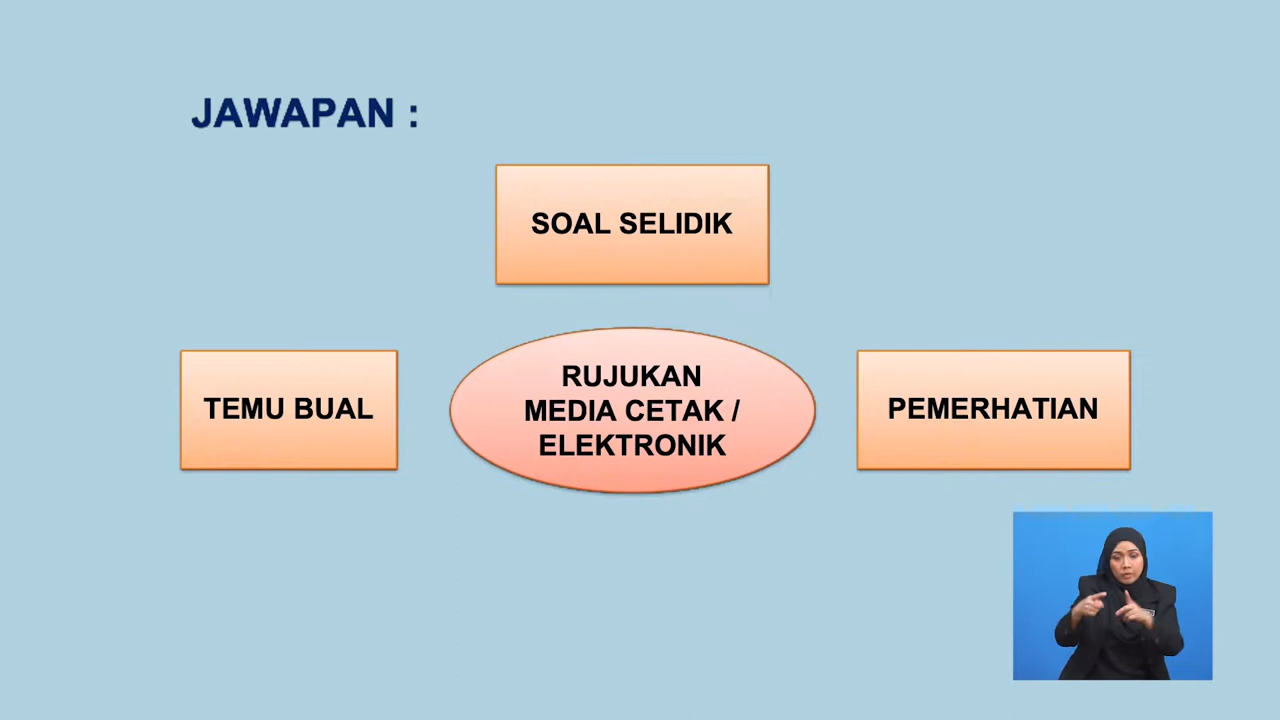 JAWAPAN :
SOAL SELIDIK
TEMU BUAL
RUJUKAN
MEDIA CETAK /
ELEKTRONIK
PEMERHATIAN